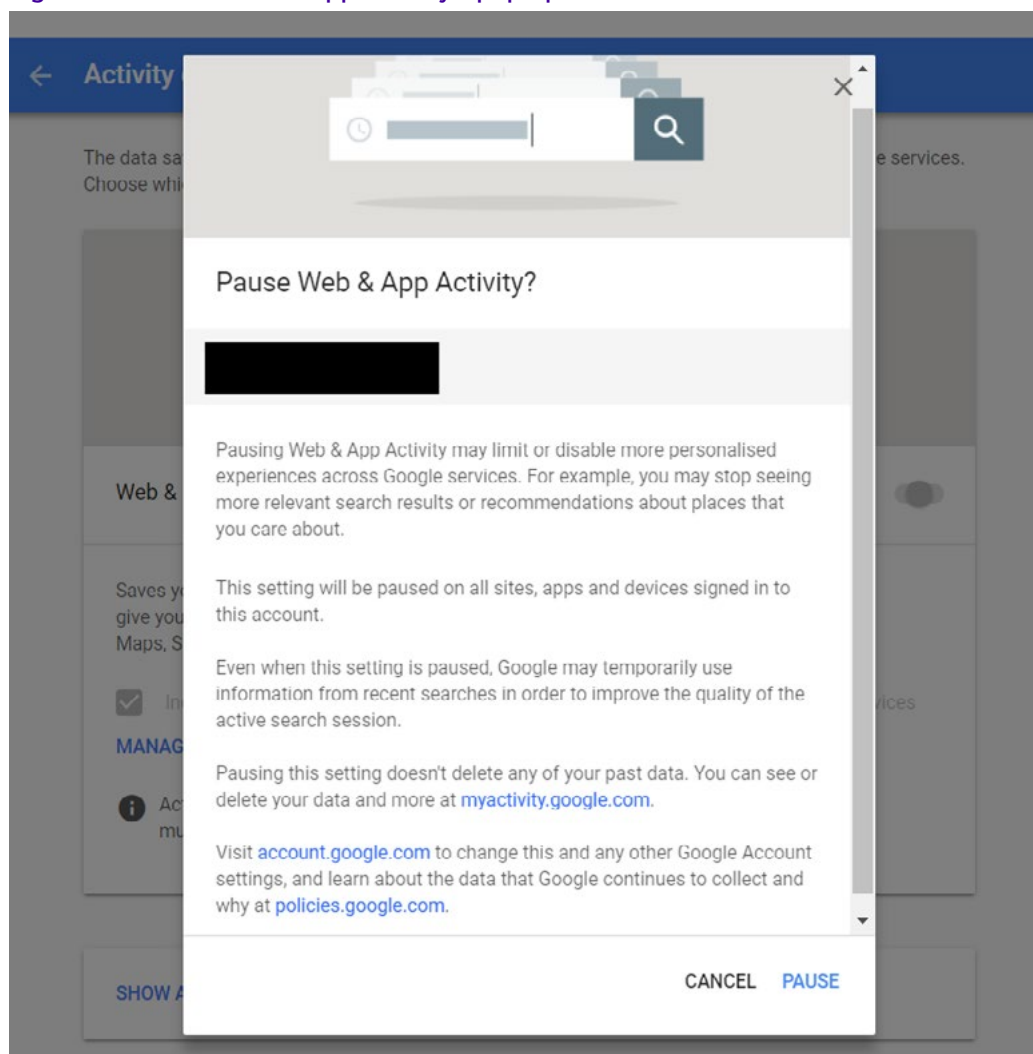 Activity
The data sa
e services.
Choose whi
Pause Web & App Activity?
Pausing Web & App Activity may limit or disable more personalised
experiences across Google services. For example, you may stop seeing
more relevant search results or recommendations about places that
you care about.
Web &
This setting will be paused on all sites, apps and devices signed in to
this account.
Saves yo
give you
Maps, S
Even when this setting is paused, Google may temporarily use
information from recent searches in order to improve the quality of the
active search session.
In
vices
MANAG
Pausing this setting doesn't delete any of your past data. You can see or
delete your data and more at myactivity.google.com.
Ac
mu
Visit account.google.com to change this and any other Google Account
settings, and learn about the data that Google continues to collect and
why at policies.google.com.
CANCEL PAUSE
SHOW A